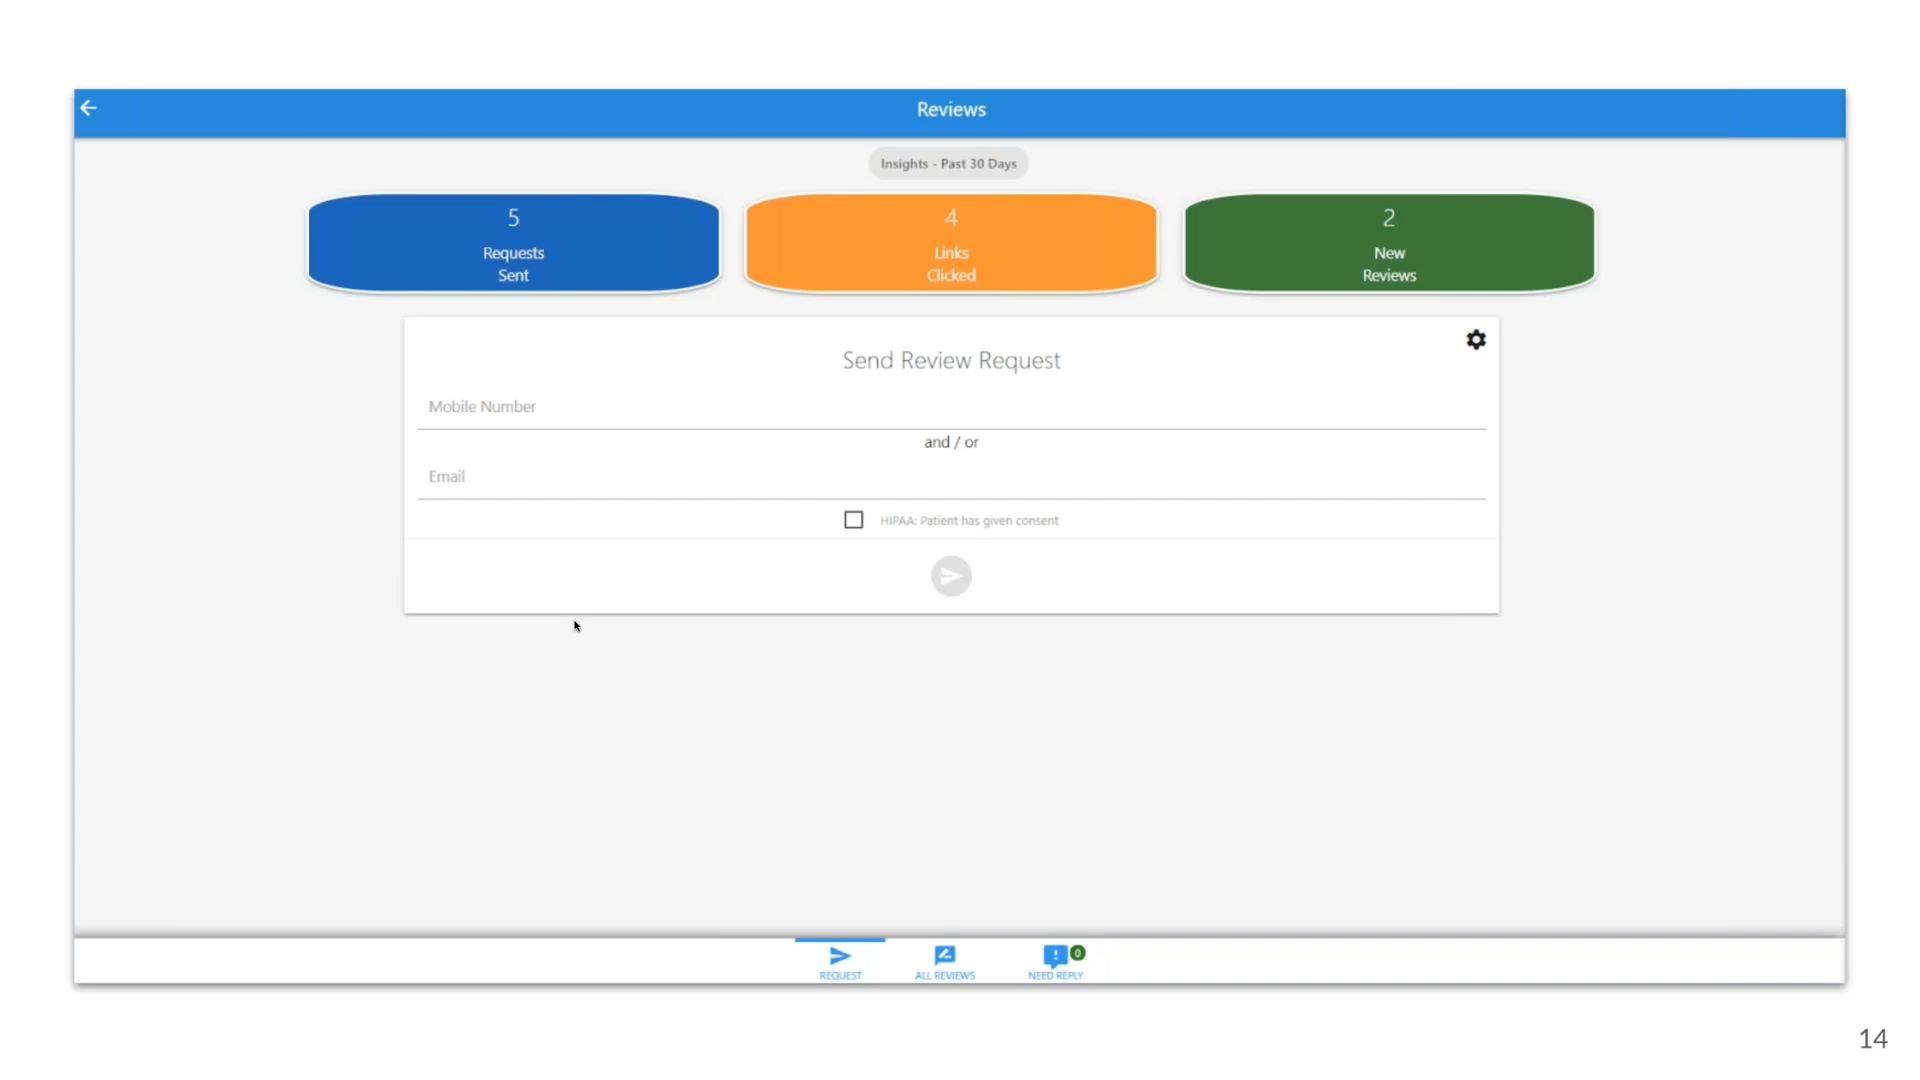 Reviews
Insights - Past 30 Days
5
Requests
Sent
4
Links
Clicked
2
New
Reviews
Send Review Request
Mobile Number
and / or
Email
HIPAA: Patient has given consent
REQUEST
ALL REVIEWS
0
NEED REPLY
14